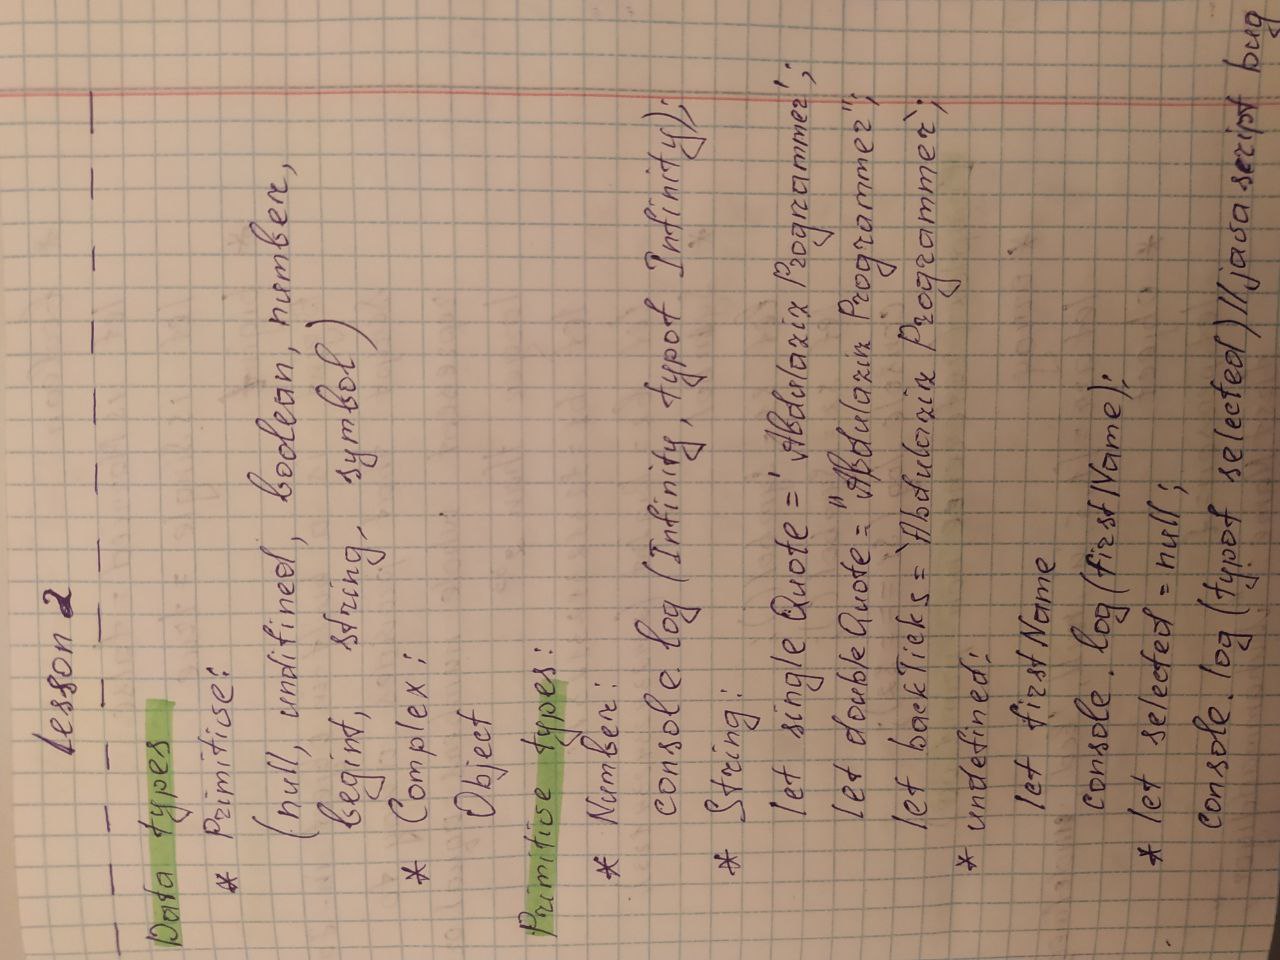 Lesson 2
Data types
* Primitive:
(null, undifined, boolean, number,
begint, string, symbol)
* Complex:
Object
Primitive types:
* Number:
console.log(Infinity, typof Infinity);
* String:
let singleQuote = 'Abdulaziz Programmer';
let doubleQuote = "Abdulaziz Programmer";
let backTicks = `Abdulaziz Programmer`;
* undefined:
let firstName
console.log(firstName);
* let selected = null;
console.log(typof selected)//javascript bug